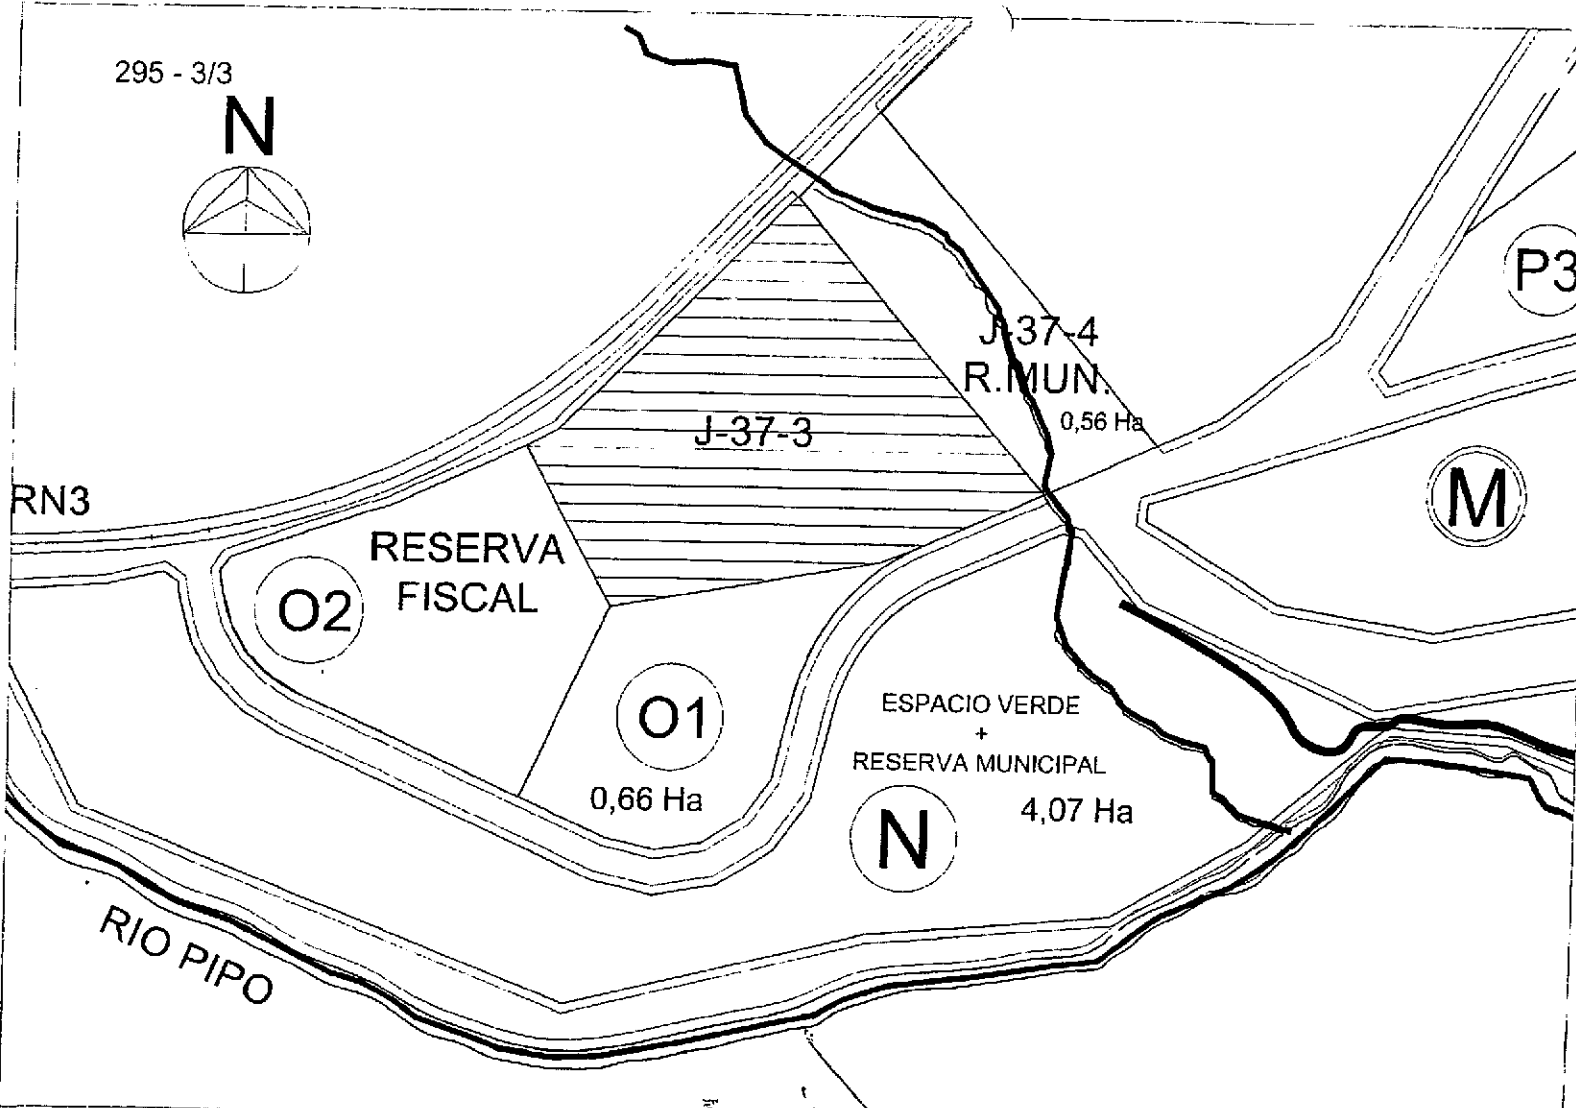 295 - 3/3
N
P3
J-37-4
R.MUN.
0,56 Ha
J-37-3
RN3
M
RESERVA
FISCAL
O2
O1
0,66 Ha
ESPACIO VERDE
+
RESERVA MUNICIPAL
4,07 Ha
N
RIO PIPO